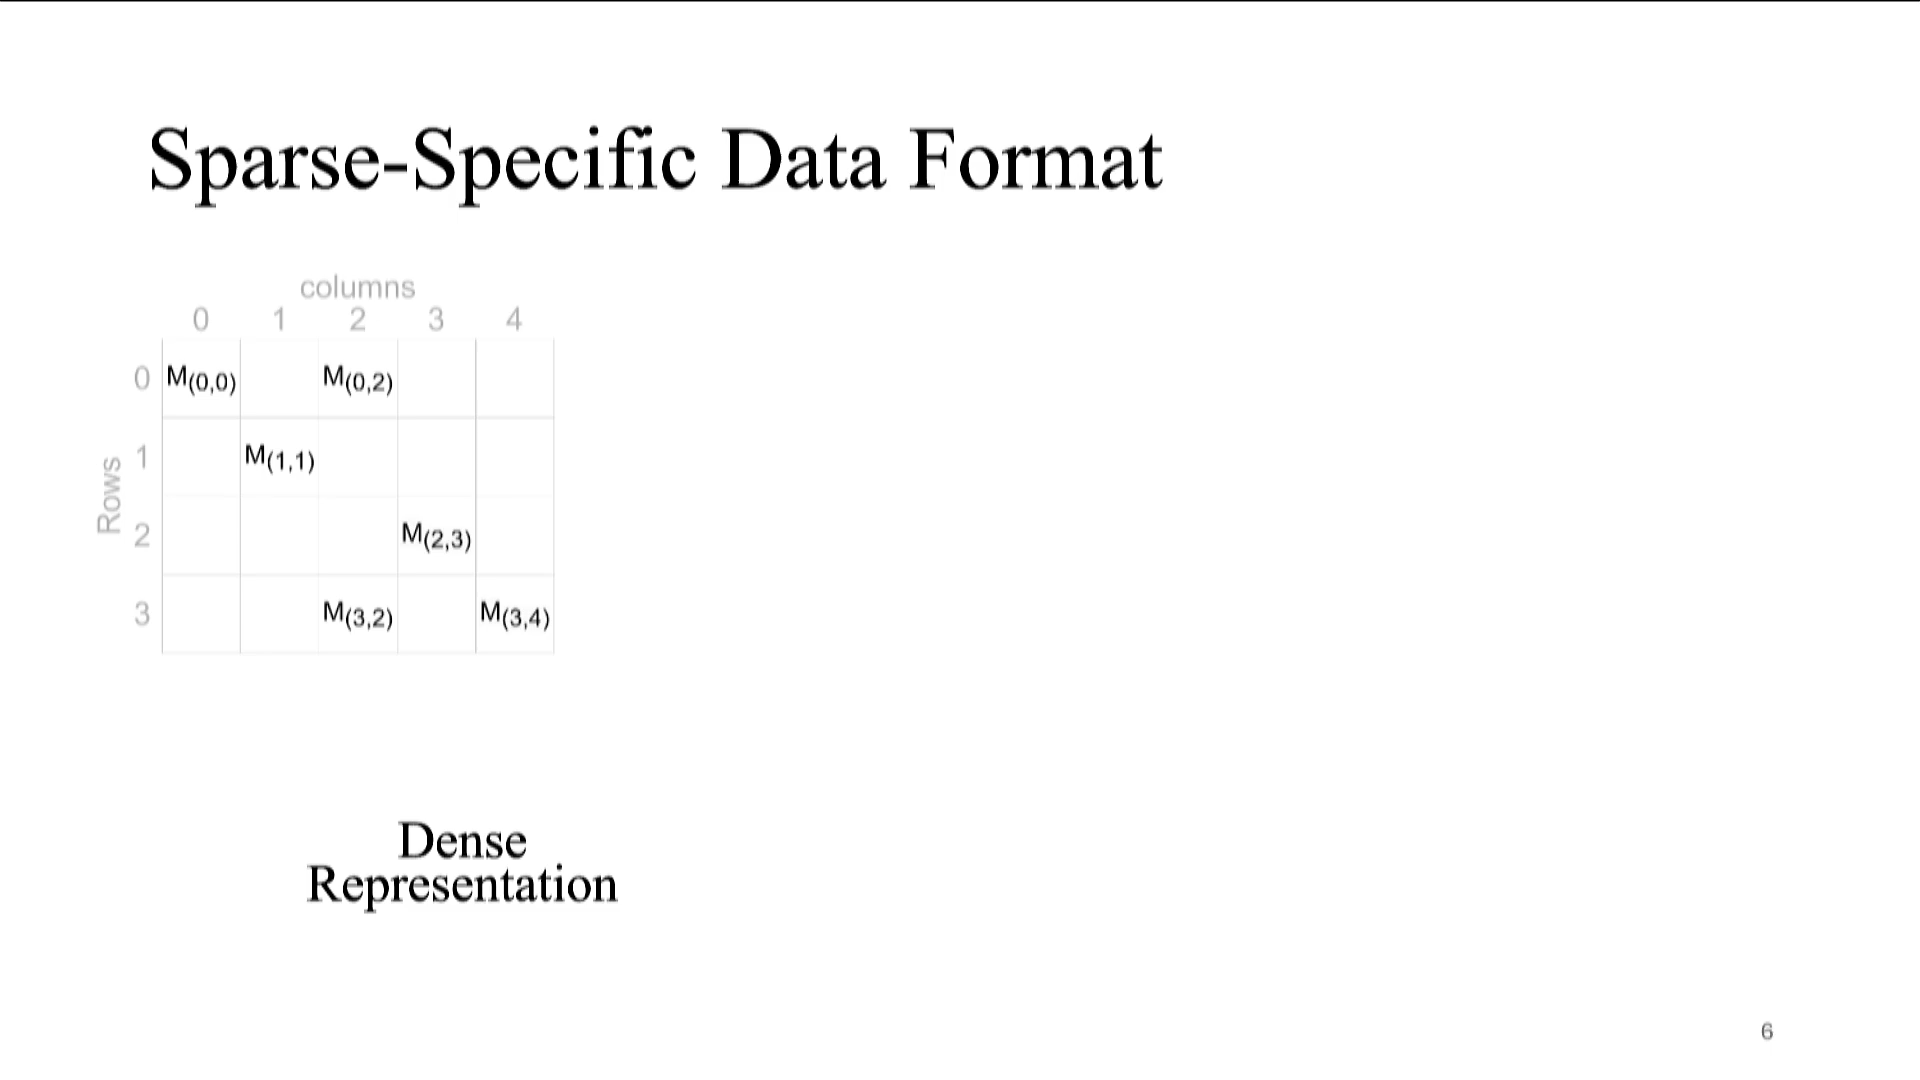 Sparse-Specific Data Format
columns
0 1 2 3 4
0 M(0,0) M(0,2)
1 M(1,1)
Rows
2 M(2,3)
3 M(3,2) M(3,4)
Dense
Representation
6